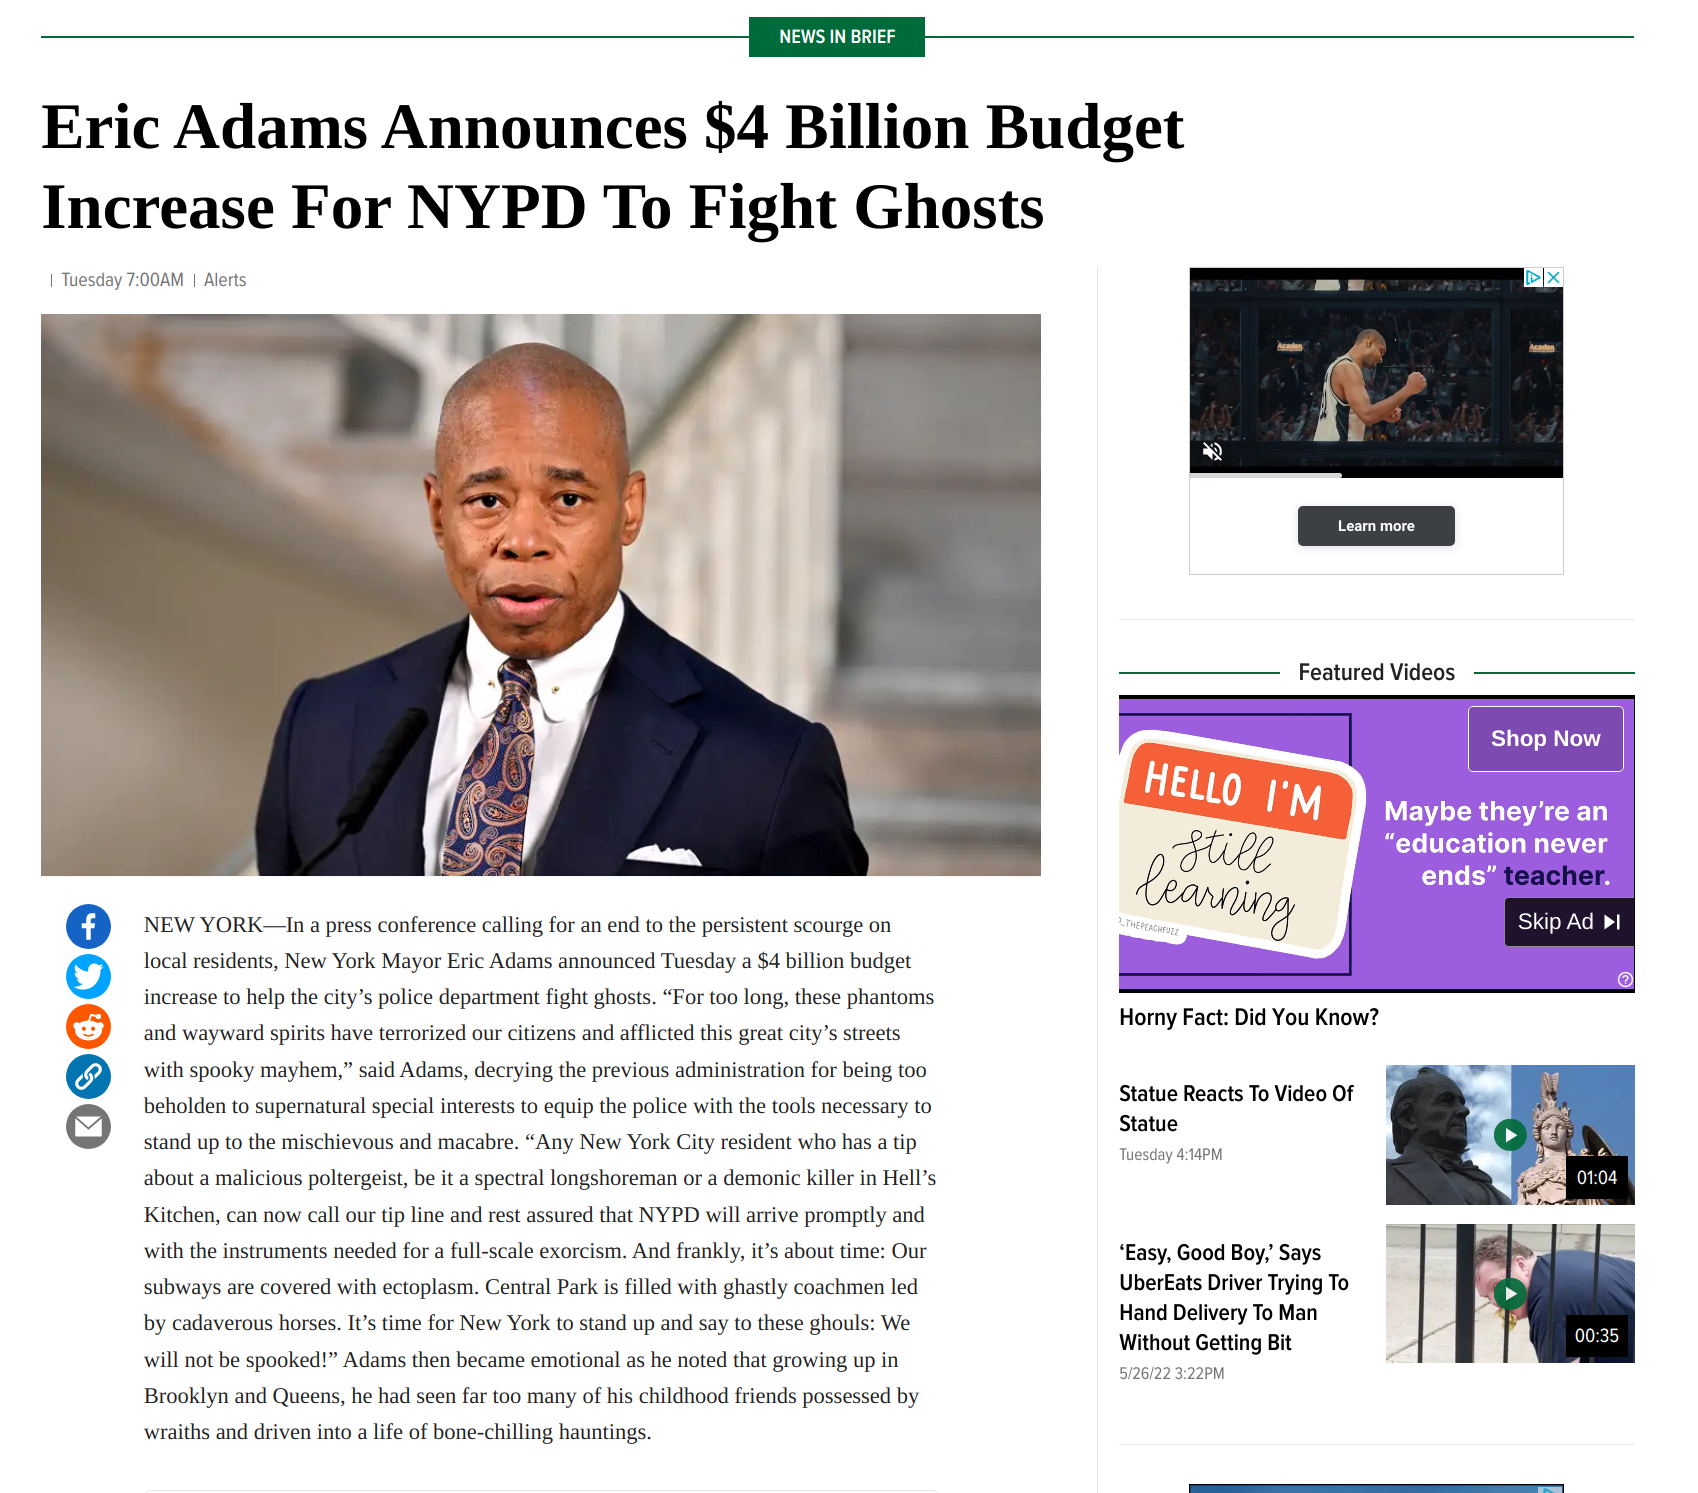 NEWS IN BRIEF
Eric Adams Announces $4 Billion Budget
Increase For NYPD To Fight Ghosts
Tuesday 7:00AM | Alerts
NEW YORK—In a press conference calling for an end to the persistent scourge on
local residents, New York Mayor Eric Adams announced Tuesday a $4 billion budget
increase to help the city’s police department fight ghosts. “For too long, these phantoms
and wayward spirits have terrorized our citizens and afflicted this great city’s streets
with spooky mayhem,” said Adams, decrying the previous administration for being too
beholden to supernatural special interests to equip the police with the tools necessary to
stand up to the mischievous and macabre. “Any New York City resident who has a tip
about a malicious poltergeist, be it a spectral longshoreman or a demonic killer in Hell’s
Kitchen, can now call our tip line and rest assured that NYPD will arrive promptly and
with the instruments needed for a full-scale exorcism. And frankly, it’s about time: Our
subways are covered with ectoplasm. Central Park is filled with ghastly coachmen led
by cadaverous horses. It’s time for New York to stand up and say to these ghouls: We
will not be spooked!” Adams then became emotional as he noted that growing up in
Brooklyn and Queens, he had seen far too many of his childhood friends possessed by
wraiths and driven into a life of bone-chilling hauntings.
Learn more
Featured Videos
Shop Now
HELLO I'M
still
learning
THEPEACHFUZZ
Maybe they’re an
“education never
ends” teacher.
Skip Ad
Horny Fact: Did You Know?
Statue Reacts To Video Of
Statue
Tuesday 4:14PM
01:04
‘Easy, Good Boy,’ Says
UberEats Driver Trying To
Hand Delivery To Man
Without Getting Bit
5/26/22 3:22PM
00:35